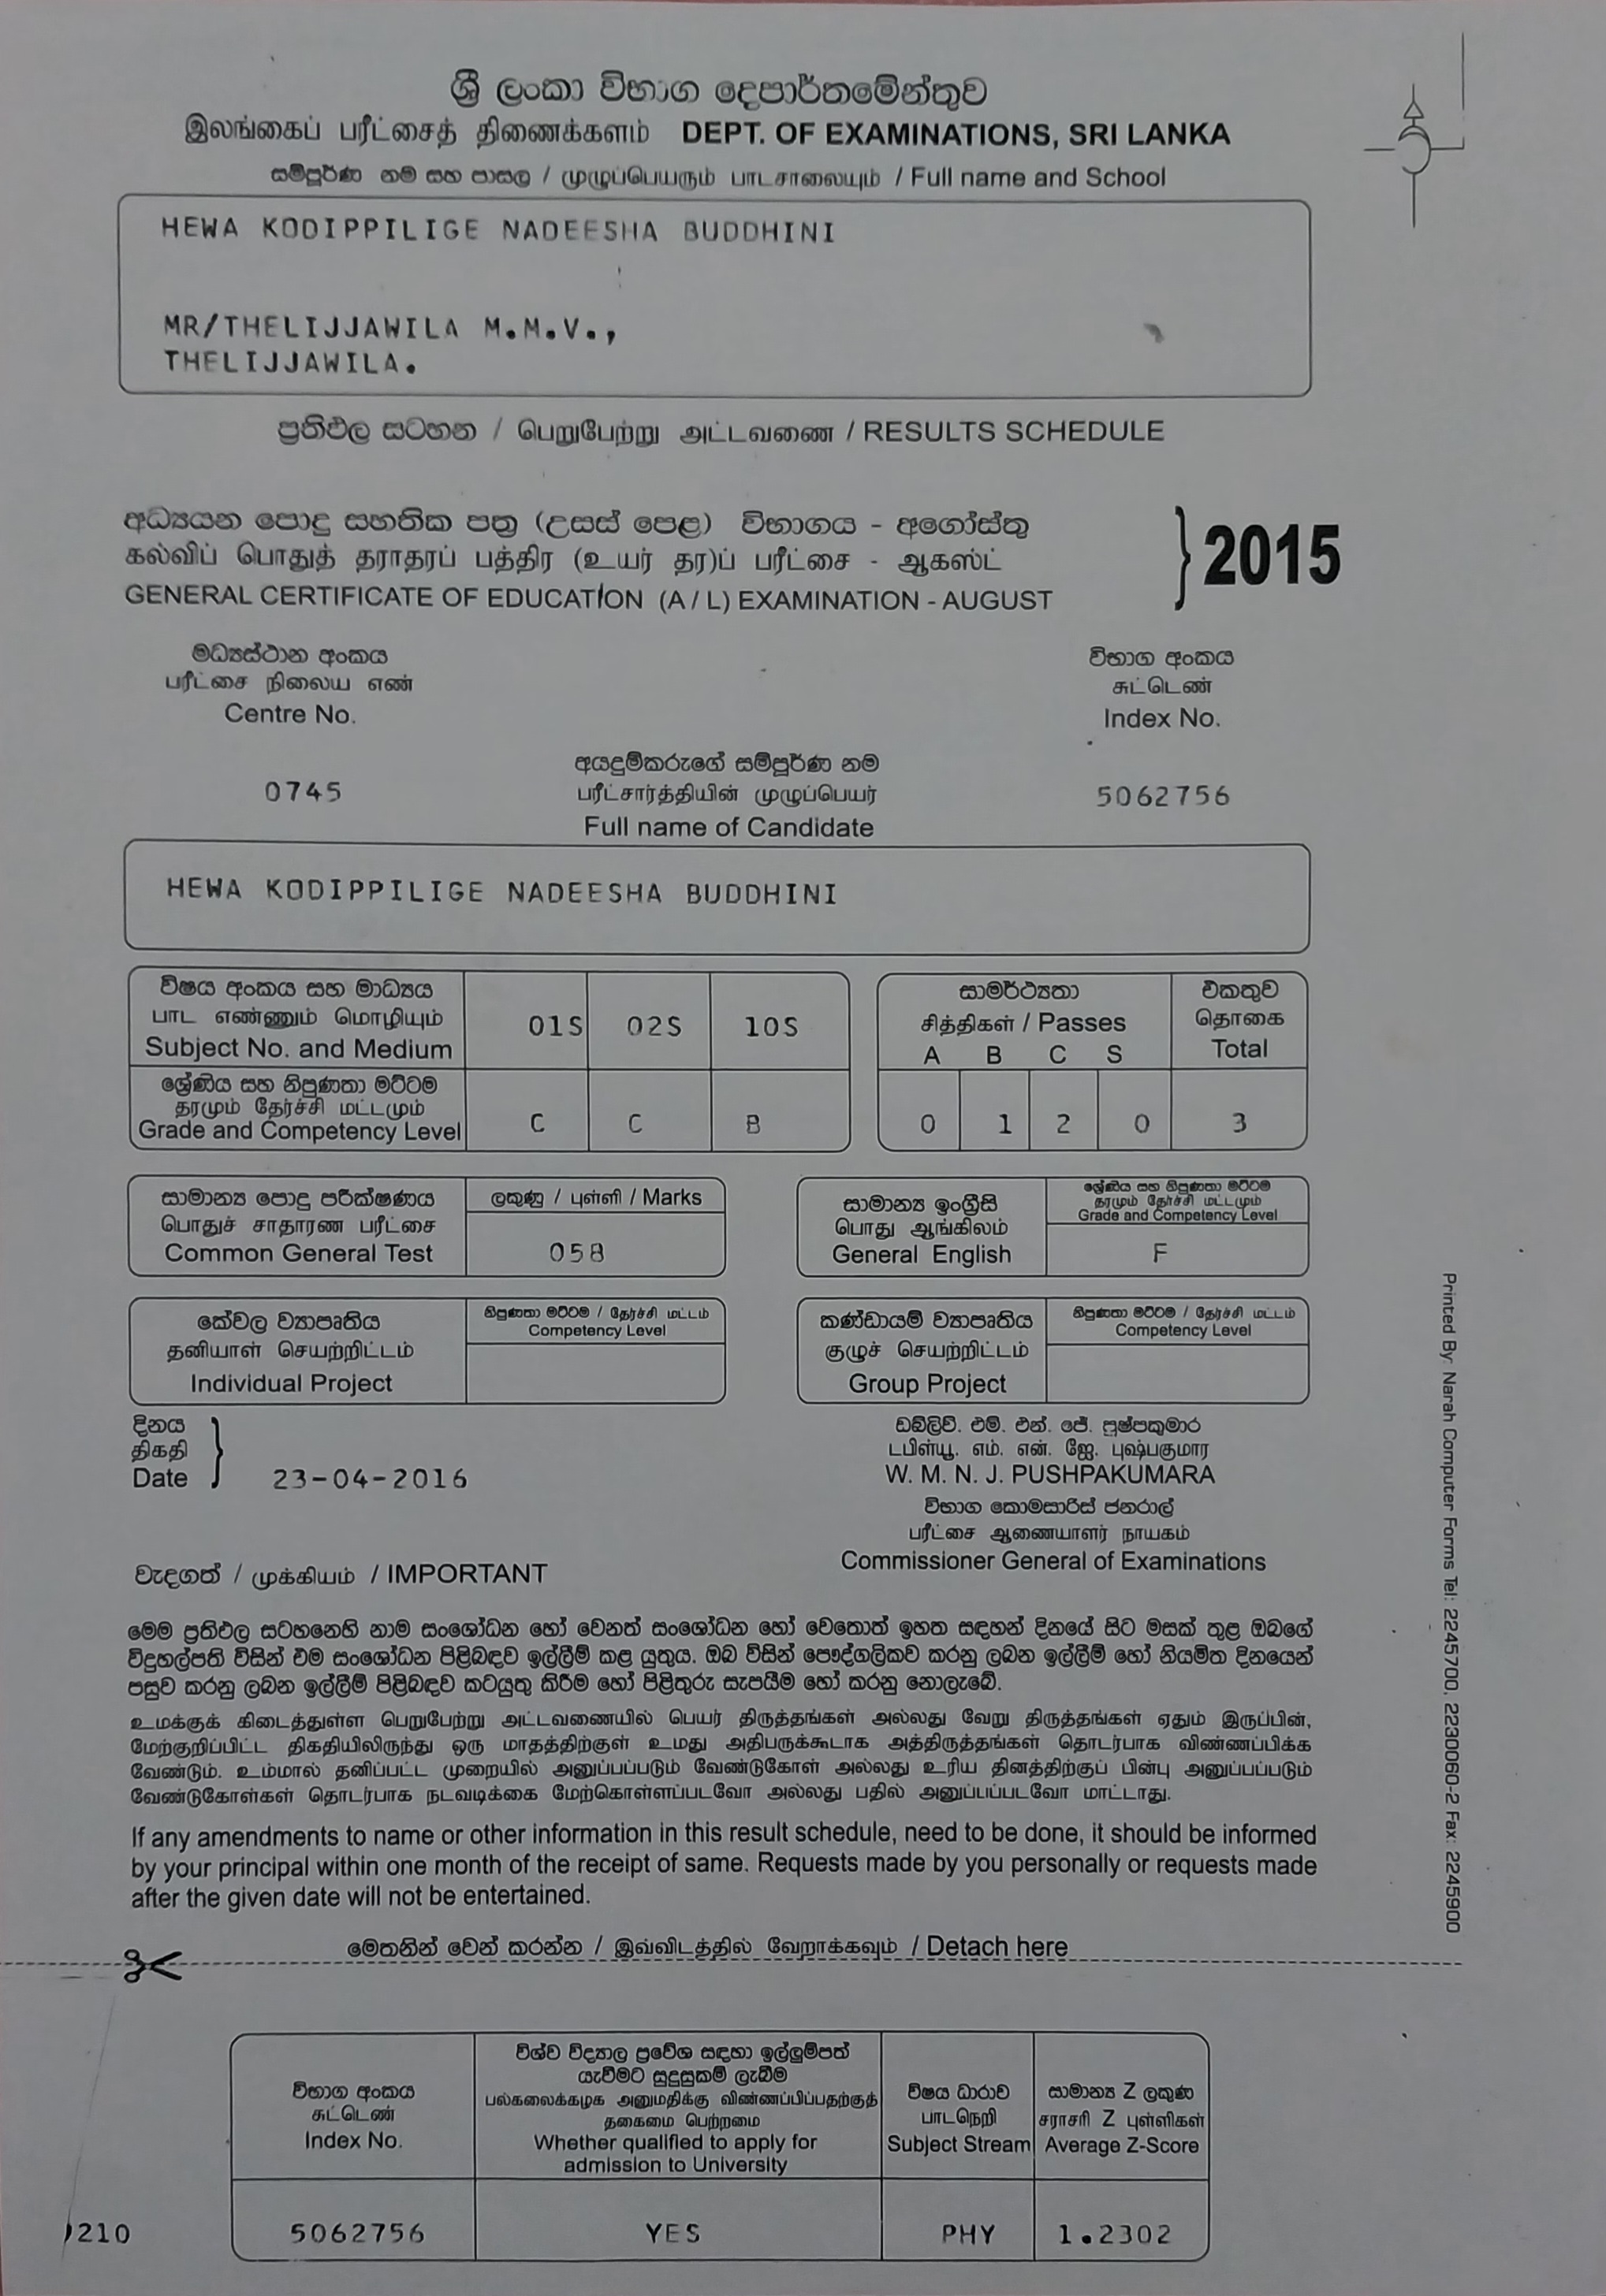 ශ්‍රී ලංකා විභාග දෙපාර්තමේන්තුව
இலங்கைப் பரீட்சைத் திணைக்களம் DEPT. OF EXAMINATIONS, SRI LANKA
සම්පූර්ණ නම සහ පාසල / முழுப்பெயரும் பாடசாலையும் / Full name and School
HEWA KODIPPILIGE NADEESHA BUDDHINI
MR/THELIJJAWILA M.M.V.,
THELIJJAWILA.
ප්‍රතිඵල සටහන / பெறுபேற்று அட்டவணை / RESULTS SCHEDULE
අධ්‍යයන පොදු සහතික පත්‍ර (උසස් පෙළ) විභාගය - අගෝස්තු
கல்விப் பொதுத் தராதரப் பத்திர (உயர் தர)ப் பரீட்சை - ஆகஸ்ட்
GENERAL CERTIFICATE OF EDUCATION (A / L) EXAMINATION - AUGUST
2015
මධ්‍යස්ථාන අංකය
பரீட்சை நிலைய எண்
Centre No.
0745
විභාග අංකය
சுட்டெண்
Index No.
5062756
අයදුම්කරුගේ සම්පූර්ණ නම
பரீட்சார்த்தியின் முழுப்பெயர்
Full name of Candidate
HEWA KODIPPILIGE NADEESHA BUDDHINI
විෂය අංකය සහ මාධ්‍යය
பாட எண்ணும் மொழியும்
Subject No. and Medium
01S 02S 10S
ශ්‍රේණිය සහ නිපුණතා මට්ටම
தரமும் தேர்ச்சி மட்டமும்
Grade and Competency Level
C C B
සාමර්ථ්‍යතා
சித்திகள் / Passes
A B C S
එකතුව
தொகை
Total
0 1 2 0 3
සාමාන්‍ය පොදු පරීක්ෂණය
பொதுச் சாதாரண பரீட்சை
Common General Test
ලකුණු / புள்ளி / Marks
058
සාමාන්‍ය ඉංග්‍රීසි
பொது ஆங்கிலம்
General English
ශ්‍රේණිය සහ නිපුණතා මට්ටම
தரமும் தேர்ச்சி மட்டமும்
Grade and Competency Level
F
කේවල ව්‍යාපෘතිය
தனியாள் செயற்றிட்டம்
Individual Project
නිපුණතා මට්ටම / தேர்ச்சி மட்டம்
Competency Level
කණ්ඩායම් ව්‍යාපෘතිය
குழுச் செயற்றிட்டம்
Group Project
නිපුණතා මට්ටම / தேர்ச்சி மட்டம்
Competency Level
දිනය
திகதி
Date
23-04-2016
ඩබ්ලිව්. එම්. එන්. ජේ. පුෂ්පකුමාර
டபிள்யூ. எம். என். ஜே. புஷ்பகுமார
W. M. N. J. PUSHPAKUMARA
විභාග කොමසාරිස් ජනරාල්
பரீட்சை ஆணையாளர் நாயகம்
Commissioner General of Examinations
වැදගත් / முக்கியம் / IMPORTANT
මෙම ප්‍රතිඵල සටහනෙහි නාම සංශෝධන හෝ වෙනත් සංශෝධන හෝ වෙතොත් ඉහත සඳහන් දිනයේ සිට මසක් තුළ ඔබගේ
විදුහල්පති විසින් එම සංශෝධන පිළිබඳව ඉල්ලීම් කළ යුතුය. ඔබ විසින් පෞද්ගලිකව කරනු ලබන ඉල්ලීම් හෝ නියමිත දිනයෙන්
පසුව කරනු ලබන ඉල්ලීම් පිළිබඳව කටයුතු කිරීම හෝ පිළිතුරු සැපයීම හෝ කරනු නොලැබේ.
உமக்குக் கிடைத்துள்ள பெறுபேற்று அட்டவணையில் பெயர் திருத்தங்கள் அல்லது வேறு திருத்தங்கள் ஏதும் இருப்பின்,
மேற்குறிப்பிட்ட திகதியிலிருந்து ஒரு மாதத்திற்குள் உமது அதிபருக்கூடாக அத்திருத்தங்கள் தொடர்பாக விண்ணப்பிக்க
வேண்டும். உம்மால் தனிப்பட்ட முறையில் அனுப்பப்படும் வேண்டுகோள் அல்லது உரிய தினத்திற்குப் பின்பு அனுப்பப்படும்
வேண்டுகோள்கள் தொடர்பாக நடவடிக்கை மேற்கொள்ளப்படவோ அல்லது பதில் அனுப்பப்படவோ மாட்டாது.
If any amendments to name or other information in this result schedule, need to be done, it should be informed
by your principal within one month of the receipt of same. Requests made by you personally or requests made
after the given date will not be entertained.
Printed By: Narah Computer Forms Tel: 2245700, 2230060-2 Fax: 2245900
මෙතනින් වෙන් කරන්න / இவ்விடத்தில் வேறாக்கவும் / Detach here
විභාග අංකය
சுட்டெண்
Index No.
විශ්ව විද්‍යාල ප්‍රවේශ සඳහා ඉල්ලුම්පත්
යැවීමට සුදුසුකම් ලැබීම
பல்கலைக்கழக அனுமதிக்கு விண்ணப்பிப்பதற்குத்
தகைமை பெற்றமை
Whether qualified to apply for
admission to University
විෂය ධාරාව
பாடநெறி
Subject Stream
සාමාන්‍ය Z ලකුණ
சராசரி Z புள்ளிகள்
Average Z-Score
210 5062756 YES PHY 1.2302